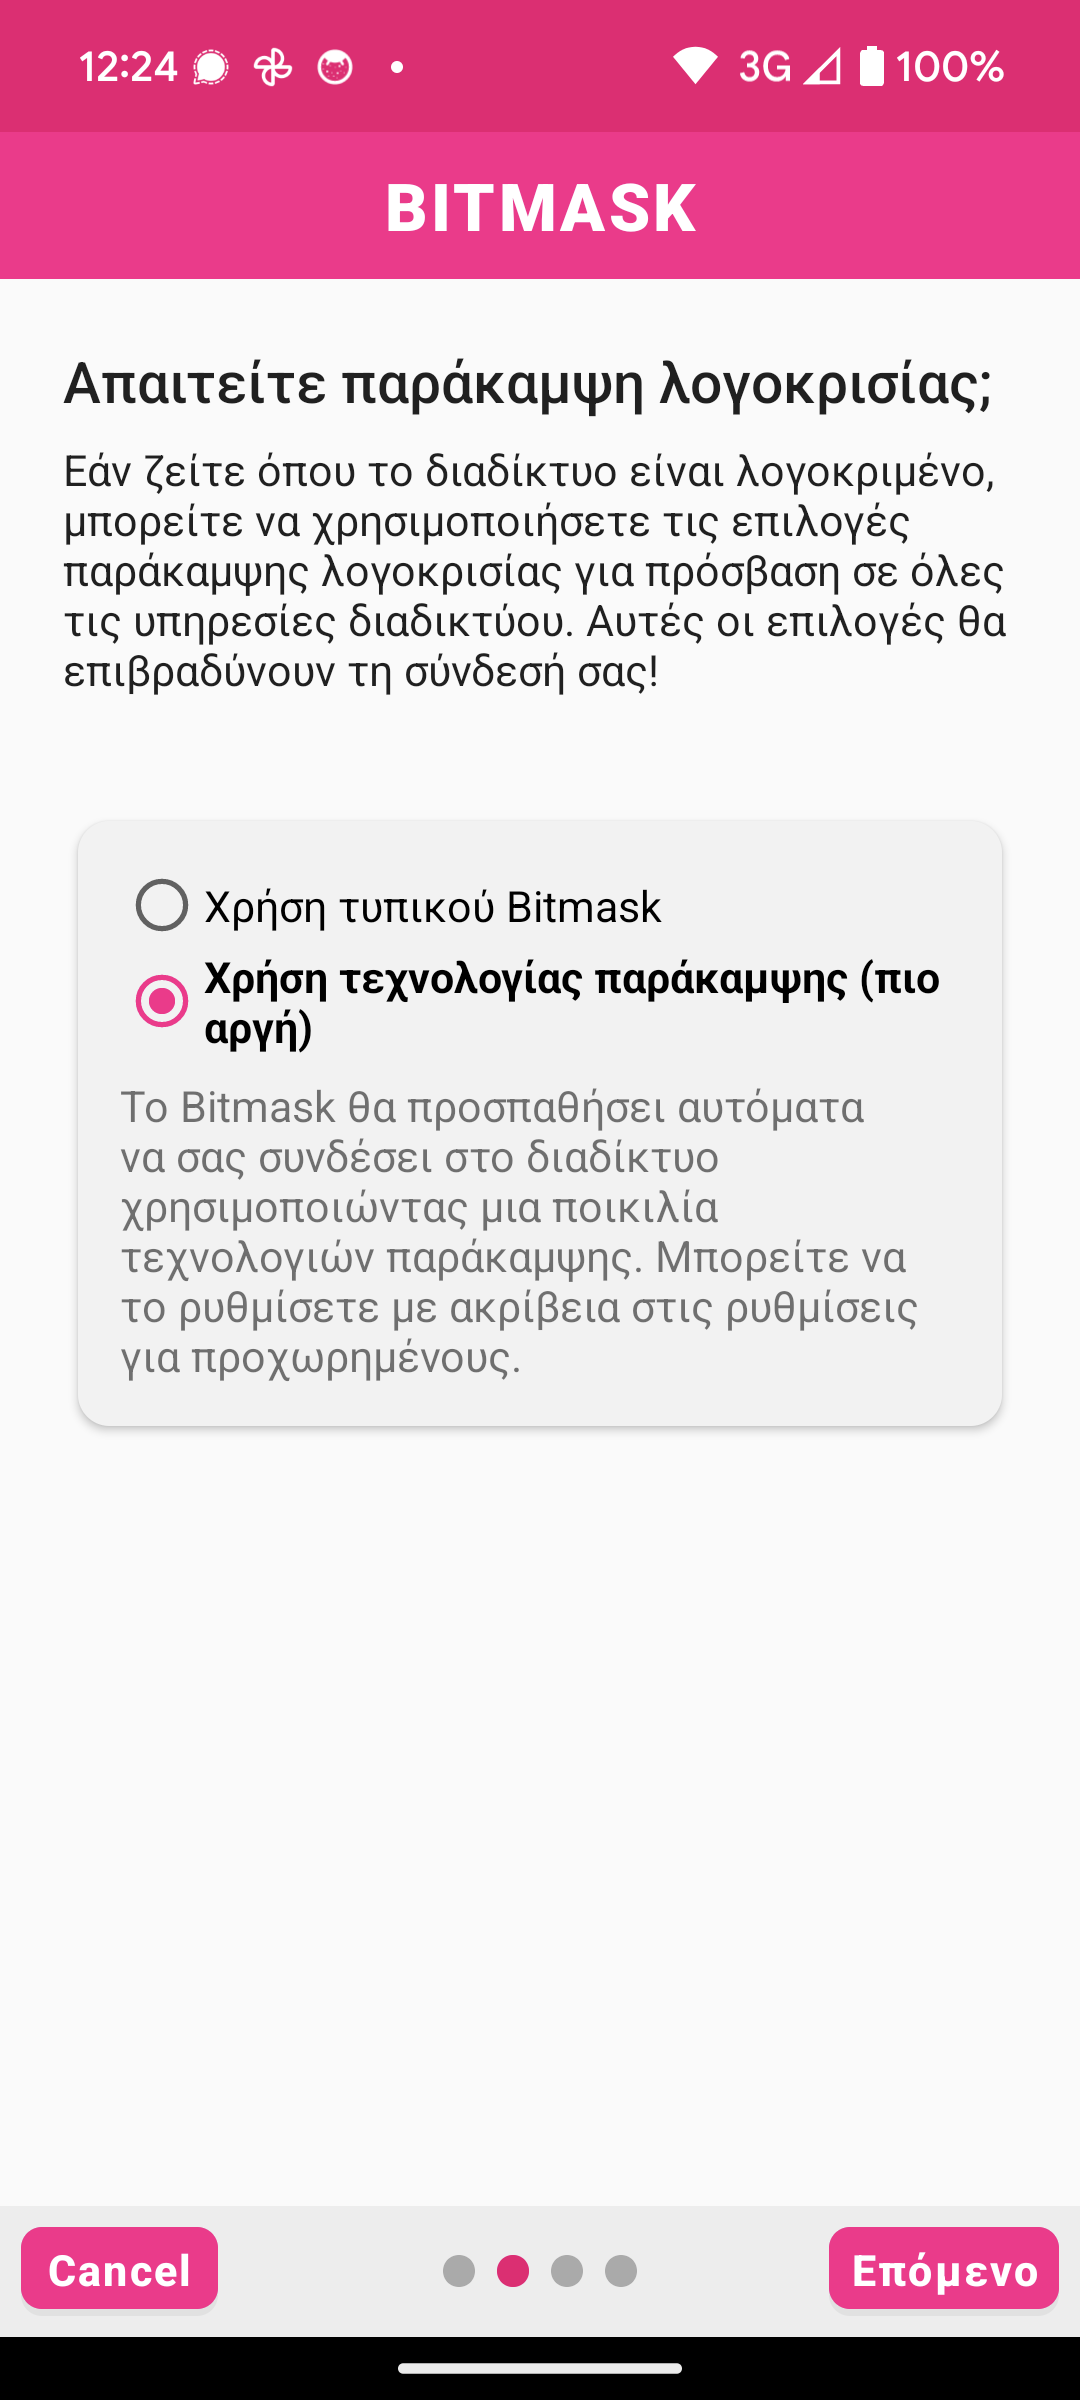 12:24
3G
100%
BITMASK
Απαιτείτε παράκαμψη λογοκρισίας;
Εάν ζείτε όπου το διαδίκτυο είναι λογοκριμένο,
μπορείτε να χρησιμοποιήσετε τις επιλογές
παράκαμψης λογοκρισίας για πρόσβαση σε όλες
τις υπηρεσίες διαδικτύου. Αυτές οι επιλογές θα
επιβραδύνουν τη σύνδεσή σας!
Χρήση τυπικού Bitmask
Χρήση τεχνολογίας παράκαμψης (πιο
αργή)
Το Bitmask θα προσπαθήσει αυτόματα
να σας συνδέσει στο διαδίκτυο
χρησιμοποιώντας μια ποικιλία
τεχνολογιών παράκαμψης. Μπορείτε να
το ρυθμίσετε με ακρίβεια στις ρυθμίσεις
για προχωρημένους.
Cancel
Επόμενο